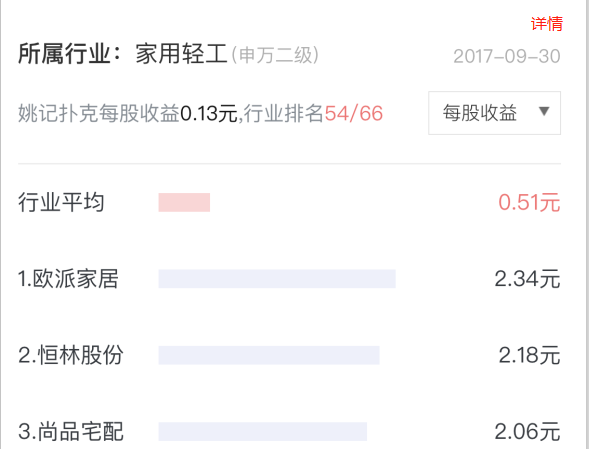 详情
所属行业：家用轻工(申万二级) 2017-09-30
姚记扑克每股收益0.13元,行业排名54/66 每股收益
行业平均 0.51元
1.欧派家居 2.34元
2.恒林股份 2.18元
3.尚品宅配 2.06元